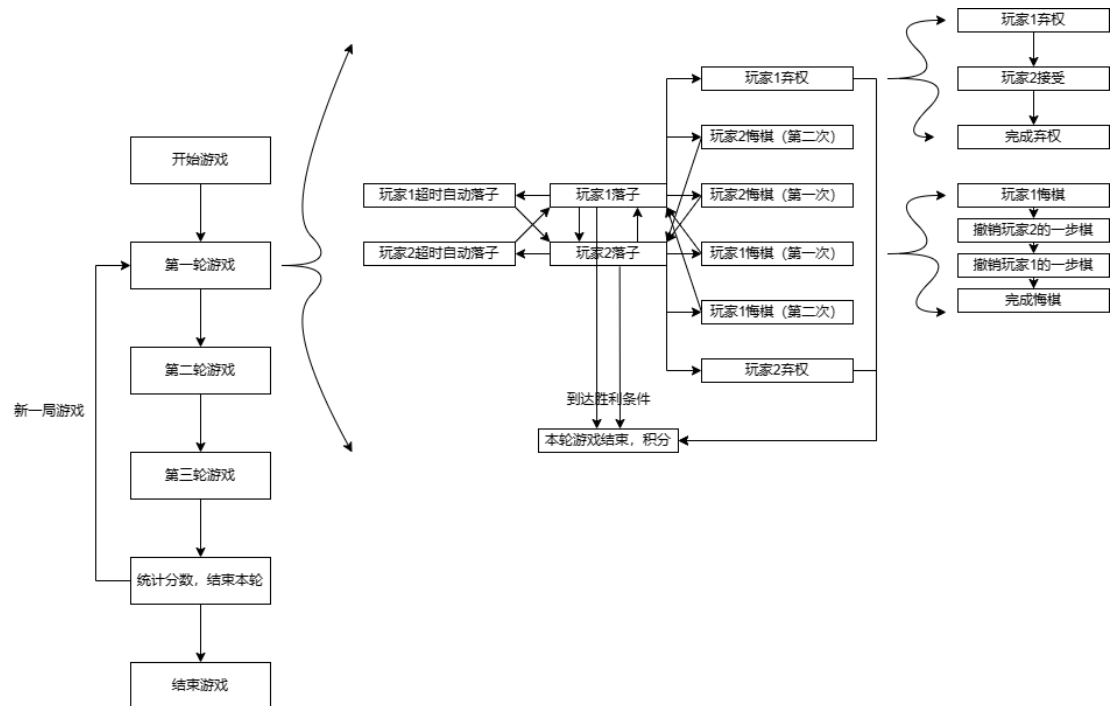 开始游戏
第一轮游戏
第二轮游戏
新一局游戏
第三轮游戏
统计分数，结束本轮
结束游戏
玩家1超时自动落子
玩家1落子
玩家2超时自动落子
玩家2落子
到达胜利条件
本轮游戏结束，积分
玩家1弃权
玩家2悔棋（第二次）
玩家2悔棋（第一次）
玩家1悔棋（第一次）
玩家1悔棋（第二次）
玩家2弃权
玩家1弃权
玩家2接受
完成弃权
玩家1悔棋
撤销玩家2的一步棋
撤销玩家1的一步棋
完成悔棋